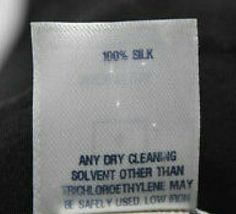 100% SILK
ANY DRY CLEANING
SOLVENT OTHER THAN
TRICHLOROETHYLENE MAY
BE SAFELY USED. LOW IRON